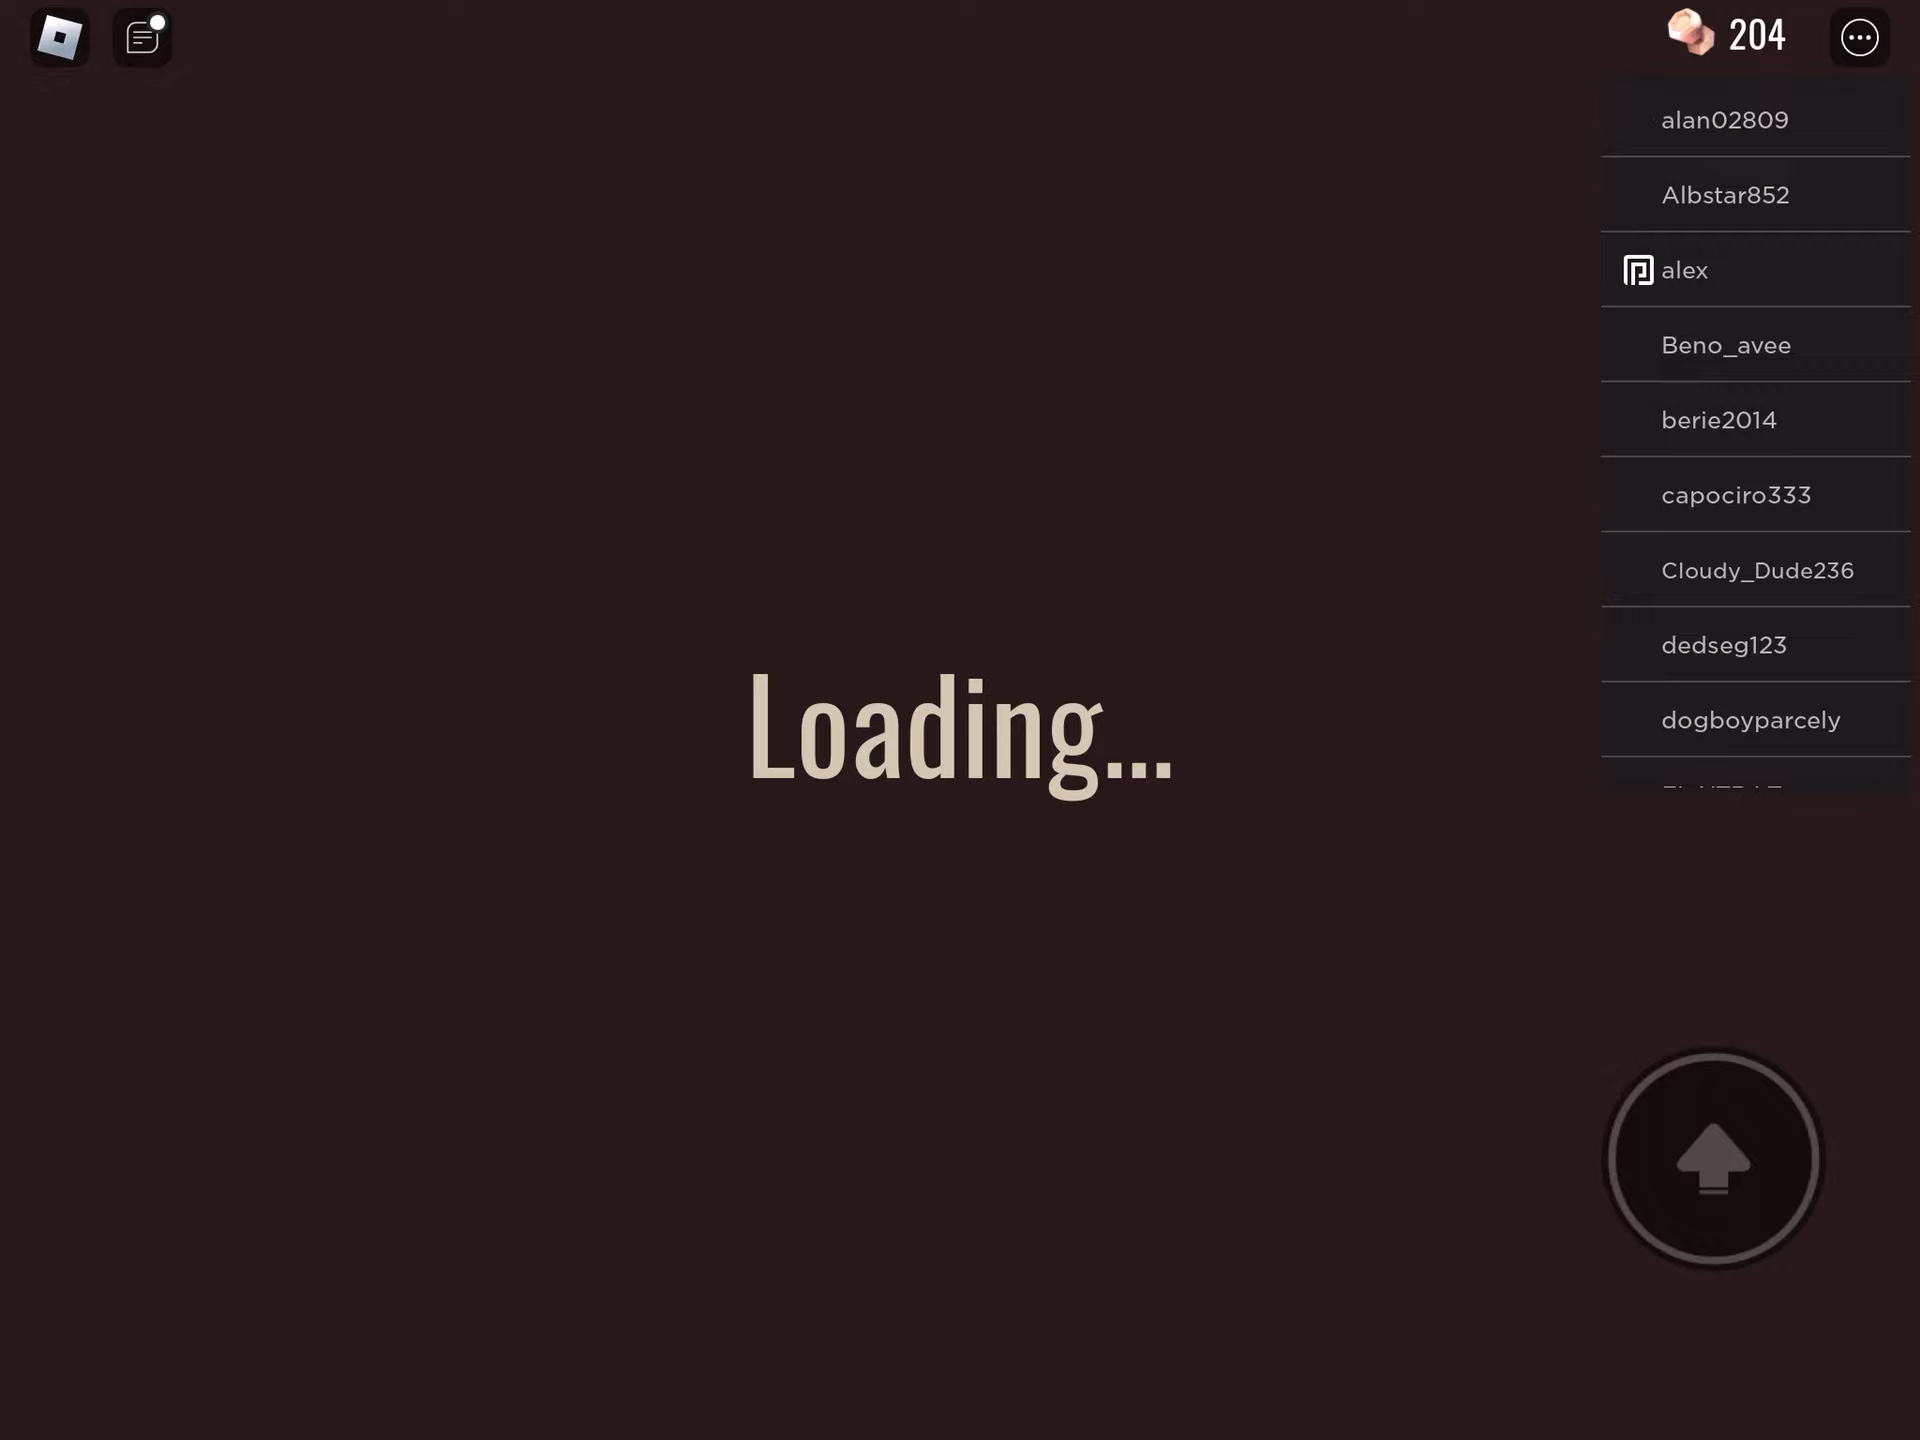 204
alan02809
Albstar852
alex
Beno_avee
berie2014
capociro333
Cloudy_Dude236
dedseg123
dogboyparcely
Loading...